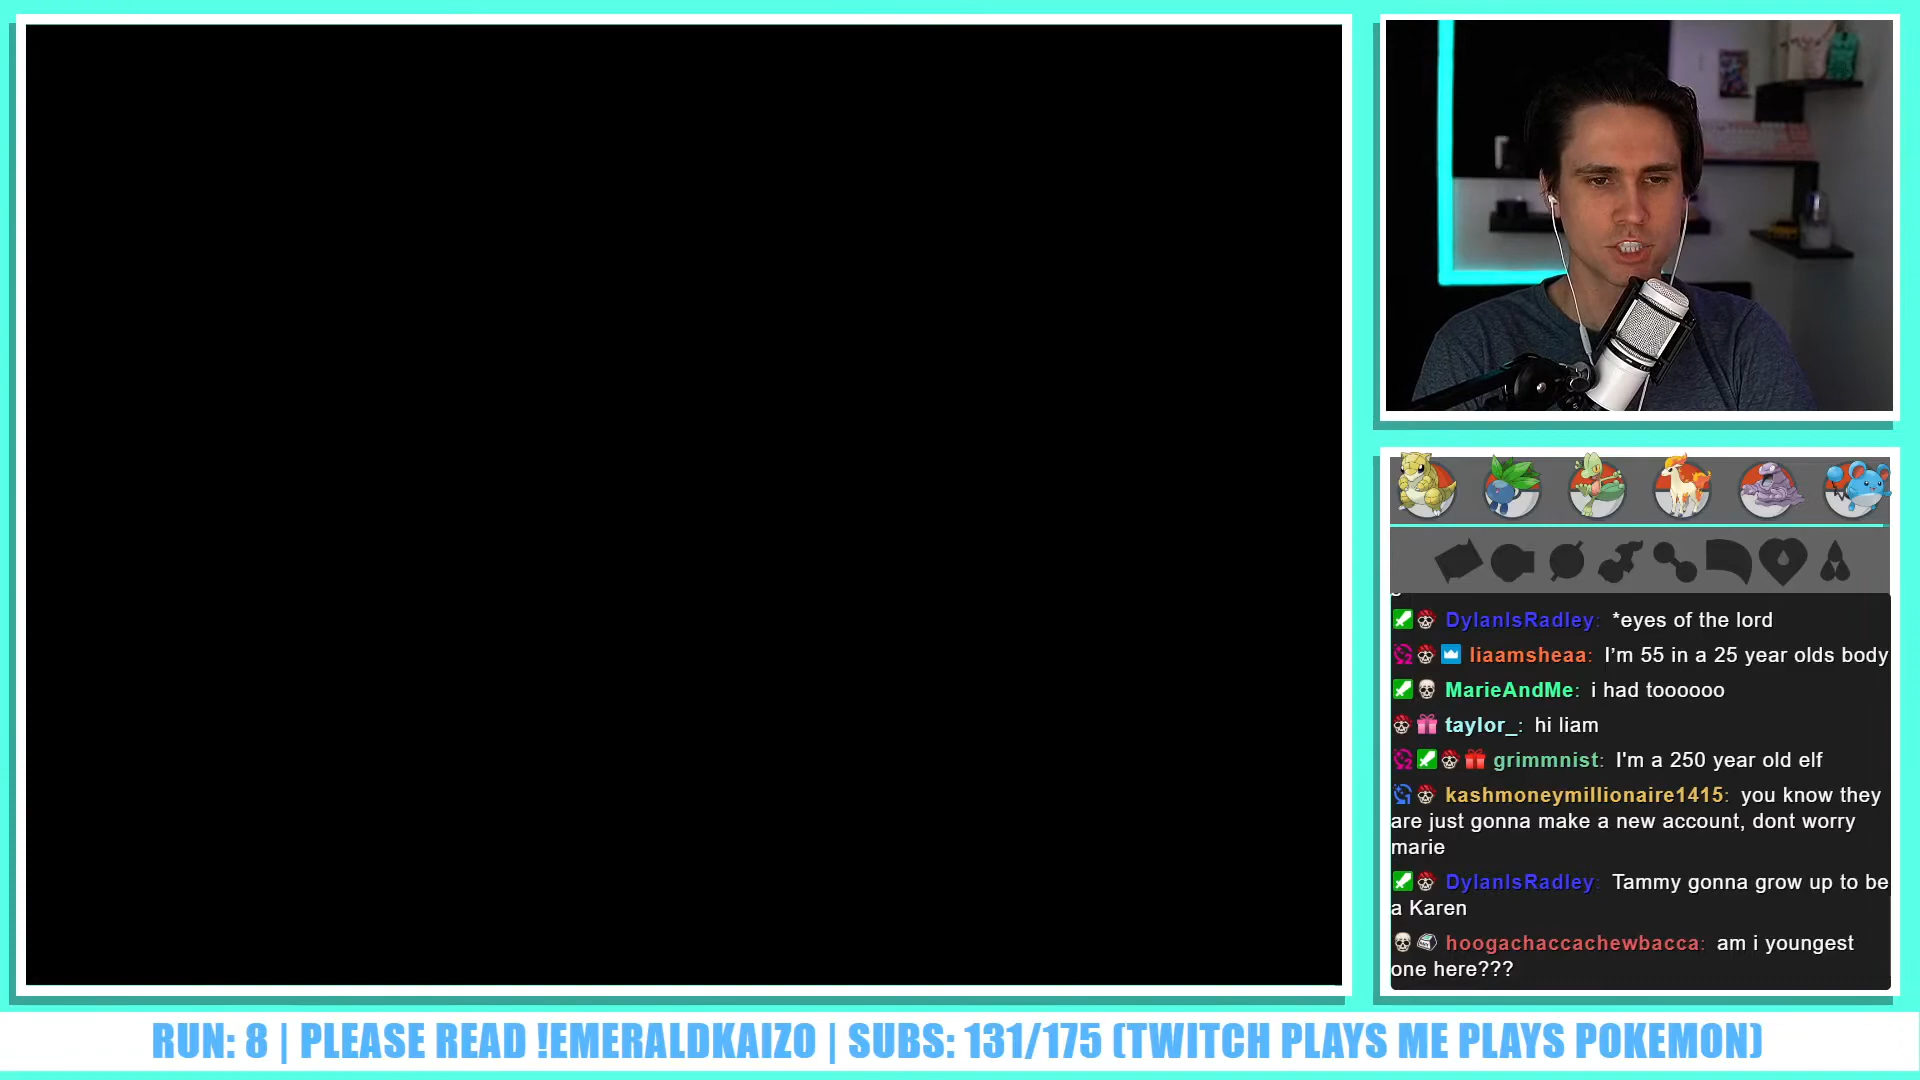 DylanIsRadley: *eyes of the lord
liaamsheaa: I’m 55 in a 25 year olds body
MarieAndMe: i had toooooo
taylor_: hi liam
grimmnist: I'm a 250 year old elf
kashmoneymillionaire1415: you know they
are just gonna make a new account, dont worry
marie
DylanIsRadley: Tammy gonna grow up to be
a Karen
hoogachaccachewbacca: am i youngest
one here???
RUN: 8 | PLEASE READ !EMERALDKAIZO | SUBS: 131/175 (TWITCH PLAYS ME PLAYS POKEMON)